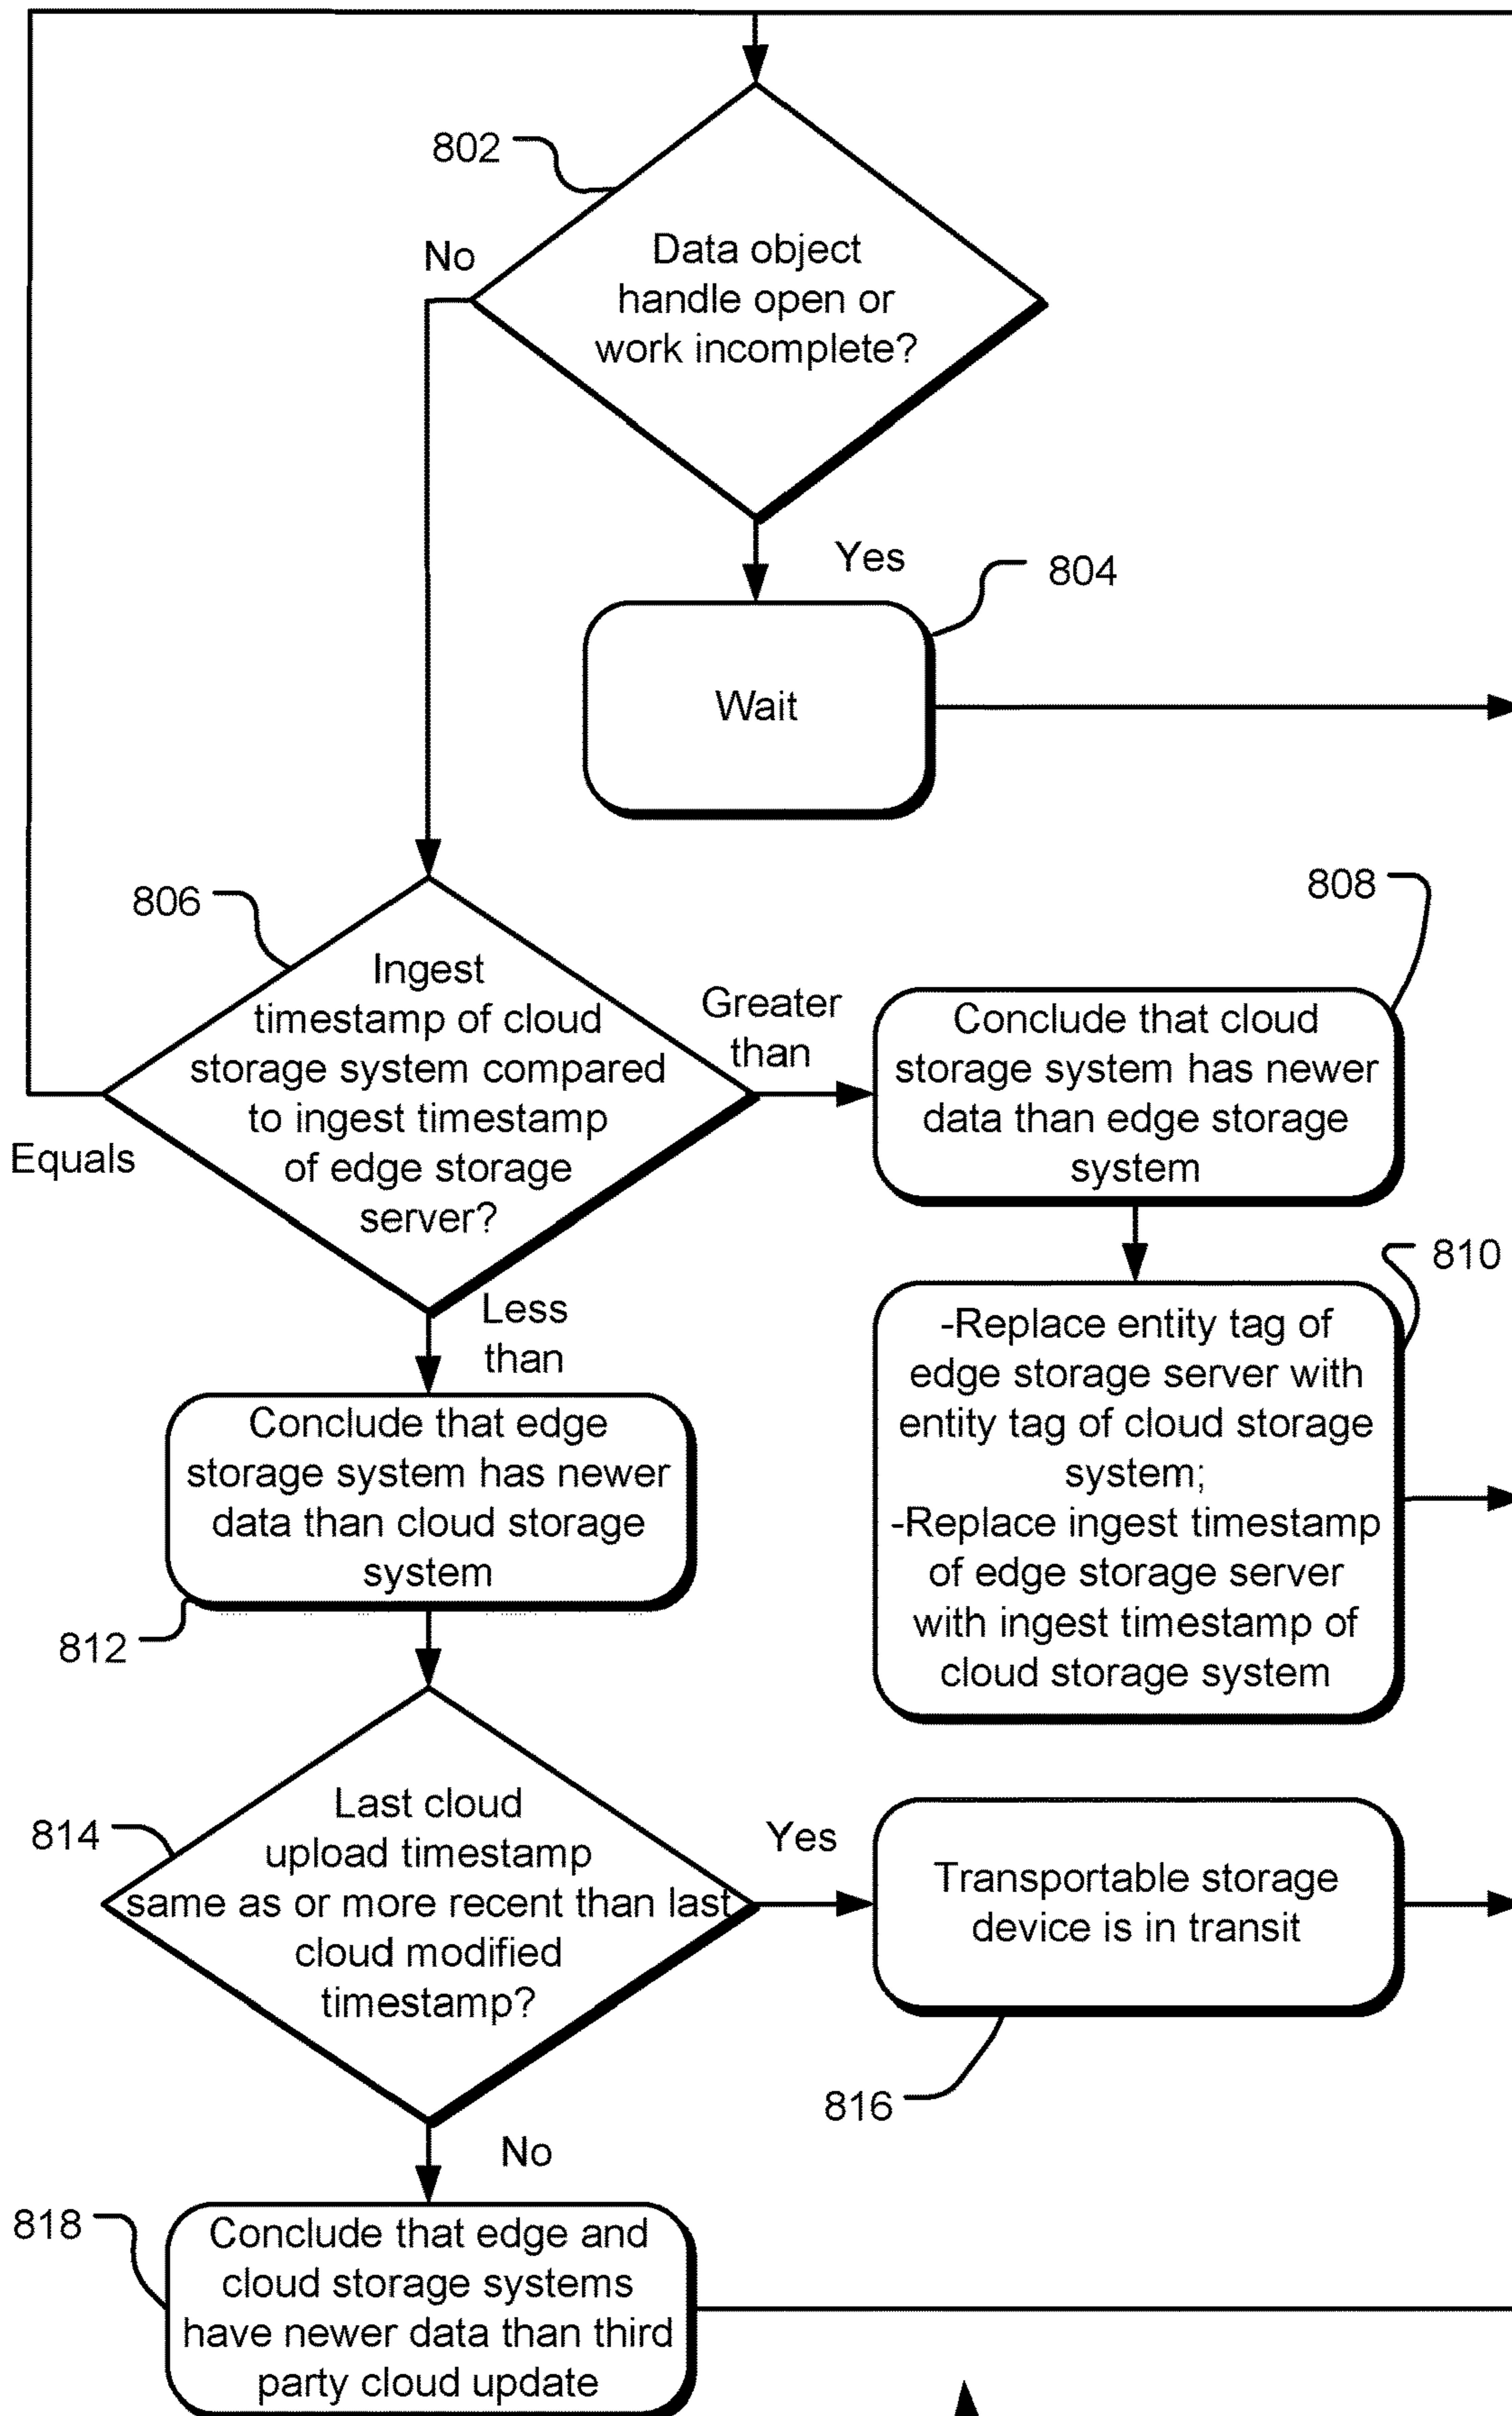 802
No
Data object
handle open or
work incomplete?
Yes
804
Wait
806
808
Ingest
timestamp of cloud
storage system compared
to ingest timestamp
of edge storage
server?
Greater
than
Equals
Conclude that cloud
storage system has newer
data than edge storage
system
810
Less
than
-Replace entity tag of
edge storage server with
entity tag of cloud storage
system;
-Replace ingest timestamp
of edge storage server
with ingest timestamp of
cloud storage system
Conclude that edge
storage system has newer
data than cloud storage
system
812
814
Last cloud
upload timestamp
same as or more recent than last
cloud modified
timestamp?
Yes
Transportable storage
device is in transit
816
No
818
Conclude that edge and
cloud storage systems
have newer data than third
party cloud update